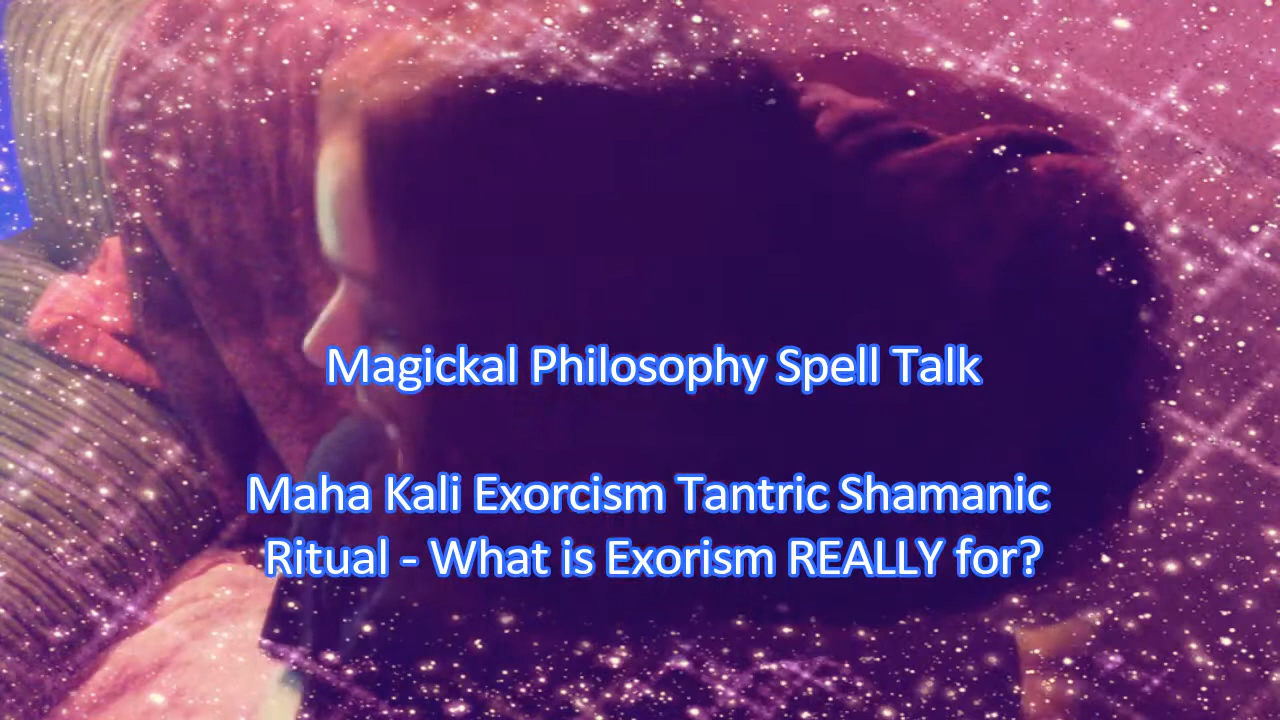 Magickal Philosophy Spell Talk
Maha Kali Exorcism Tantric Shamanic
Ritual - What is Exorism REALLY for?